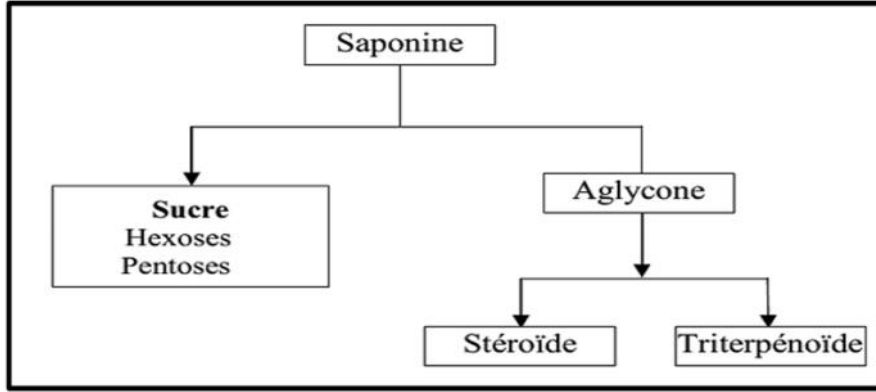 Saponine
Sucre
Hexoses
Pentoses
Aglycone
Stéroïde
Triterpénoïde